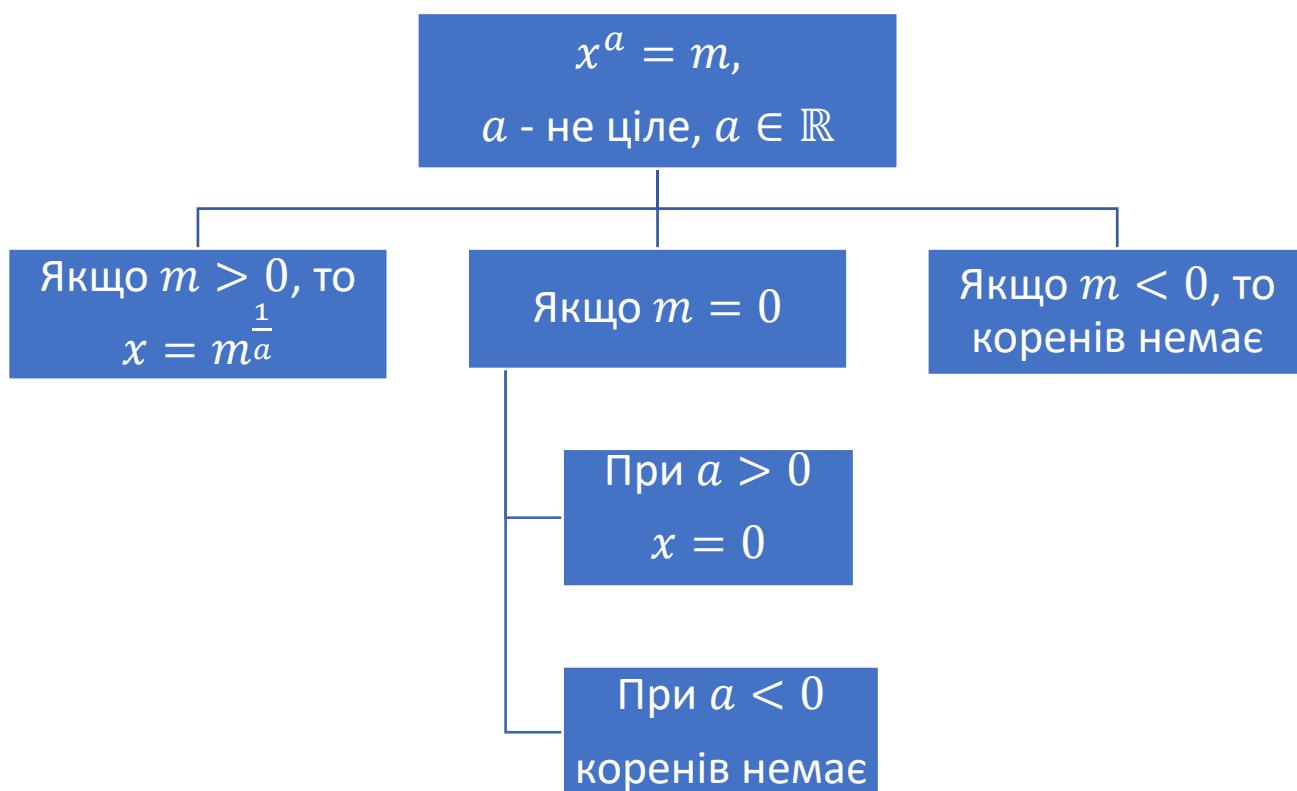 x^a = m,
a - не ціле, a ∈ ℝ
Якщо m > 0, то
x = m^(1/a)
Якщо m = 0
Якщо m < 0, то
коренів немає
При a > 0
x = 0
При a < 0
коренів немає